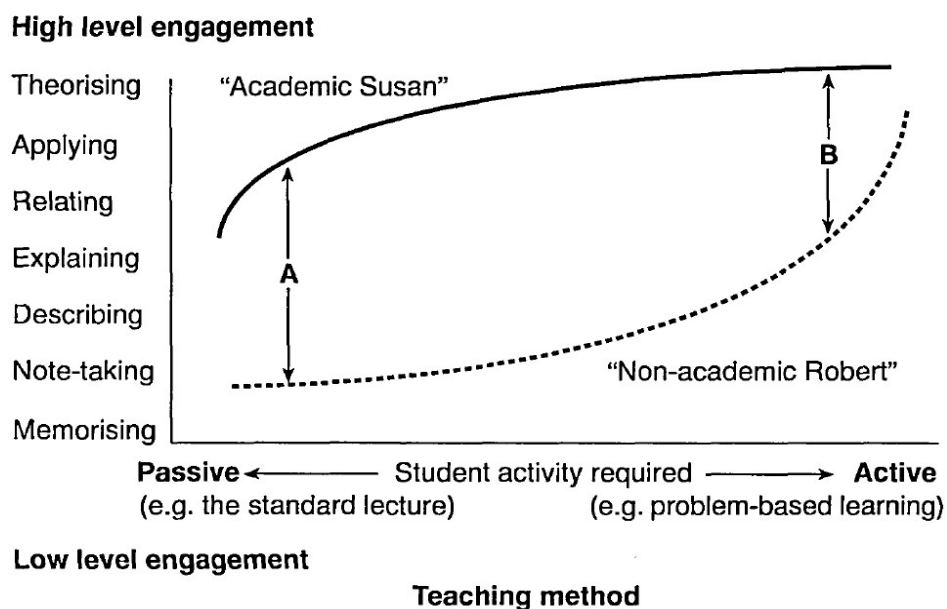 High level engagement
Theorising
"Academic Susan"
Applying
B
Relating
Explaining
A
Describing
Note-taking
"Non-academic Robert"
Memorising
Passive Student activity required Active
(e.g. the standard lecture) (e.g. problem-based learning)
Low level engagement
Teaching method